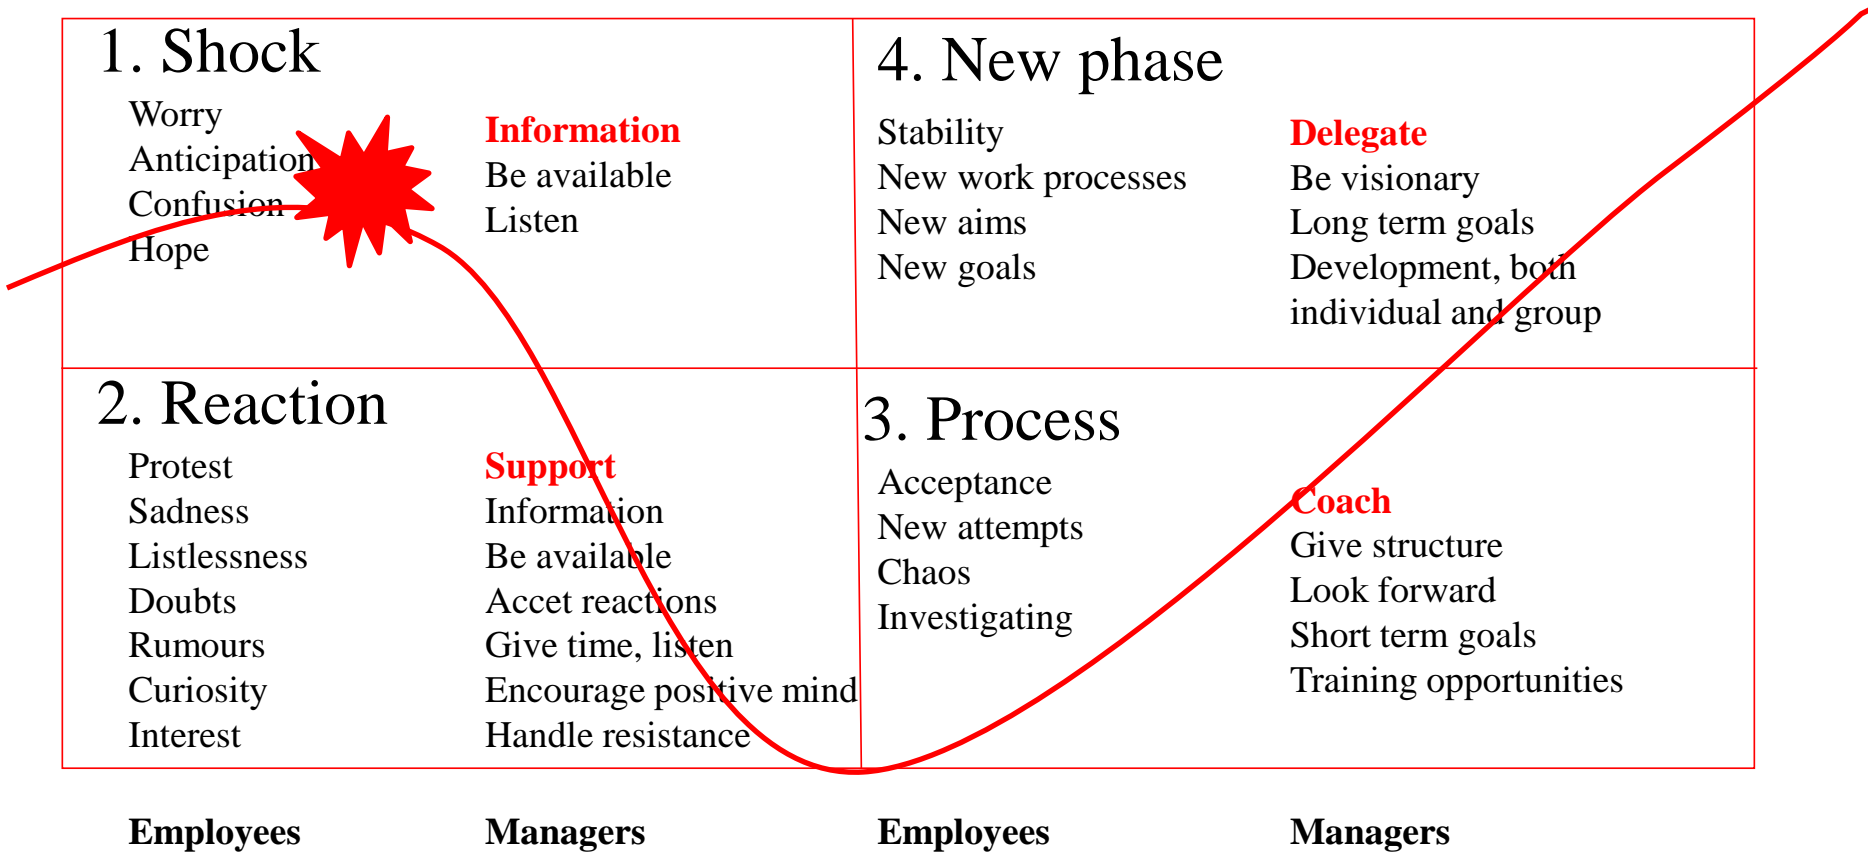 1. Shock
Worry
Anticipation
Confusion
Hope
Information
Be available
Listen
2. Reaction
Protest
Sadness
Listlessness
Doubts
Rumours
Curiosity
Interest
Support
Information
Be available
Accet reactions
Give time, listen
Encourage positive mind
Handle resistance
3. Process
Acceptance
New attempts
Chaos
Investigating
Coach
Give structure
Look forward
Short term goals
Training opportunities
4. New phase
Stability
New work processes
New aims
New goals
Delegate
Be visionary
Long term goals
Development, both
individual and group
Employees
Managers
Employees
Managers